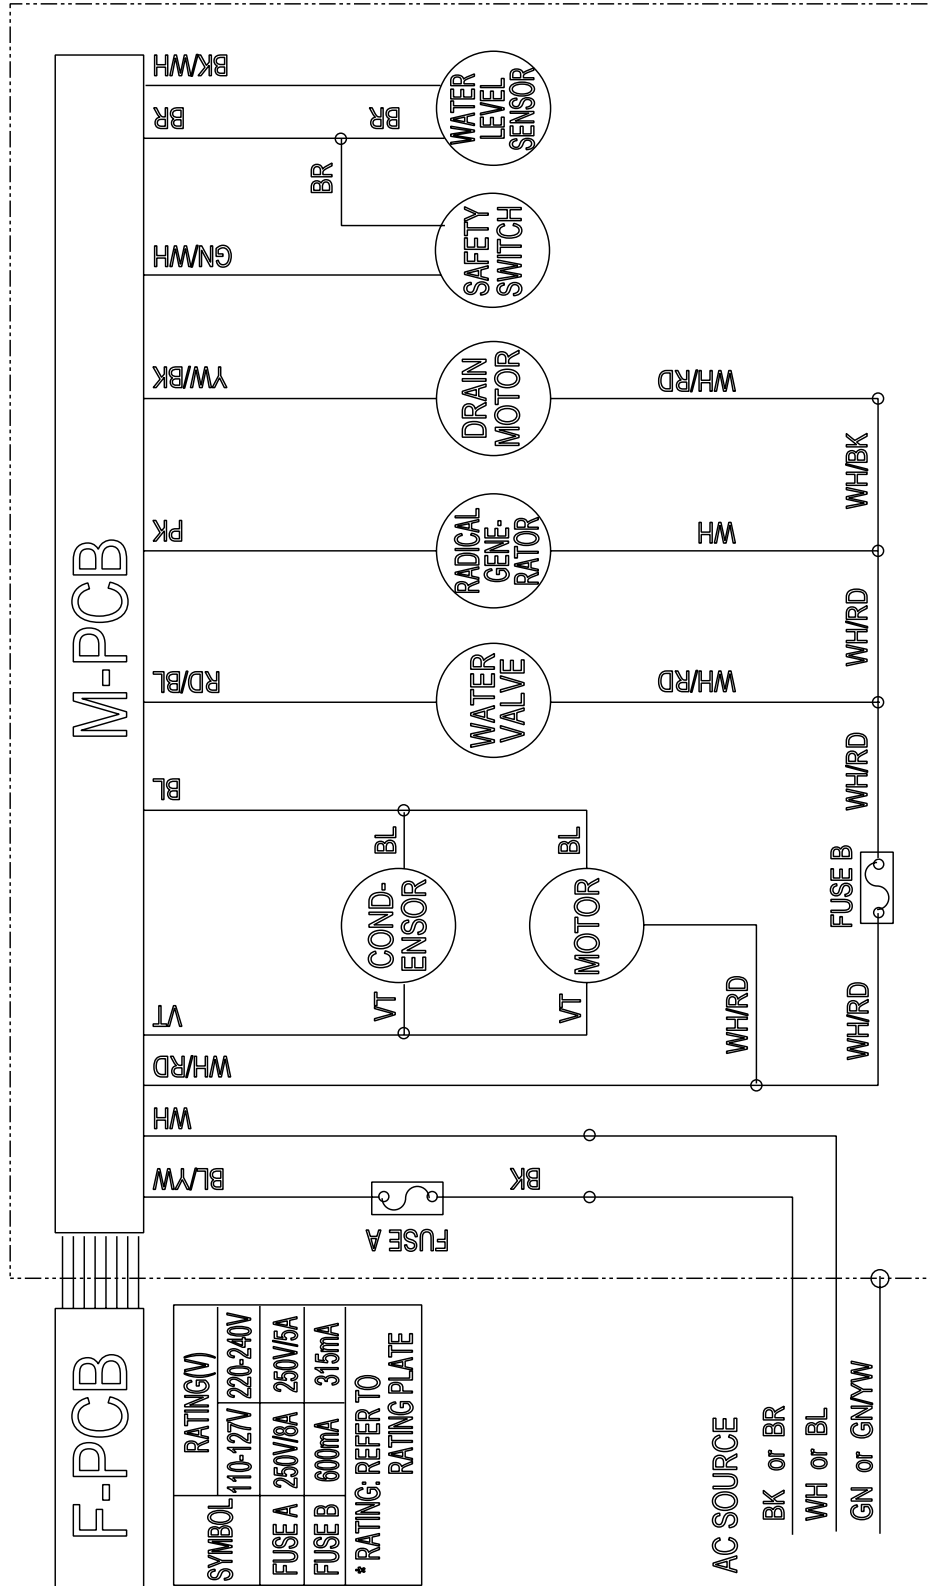 F-PCB
M-PCB
BL/YW
WH
WH/RD
VT
BL
RD/BL
PK
YW/BK
GN/WH
BR
BK/WH
FUSE A
BK
VT
COND-
ENSOR
BL
VT
MOTOR
BL
WATER
VALVE
RADICAL
GENE-
RATOR
DRAIN
MOTOR
SAFETY
SWITCH
BR
BR
WATER
LEVEL
SENSOR
WH/RD
WH/RD
WH
WH/RD
WH/RD
FUSE B
WH/RD
WH/RD
WH/BK
SYMBOL RATING(V)
110-127V 220-240V
FUSE A 250V/8A 250V/5A
FUSE B 600mA 315mA
* RATING: REFER TO
RATING PLATE
AC SOURCE
BK or BR
WH or BL
GN or GN/YW